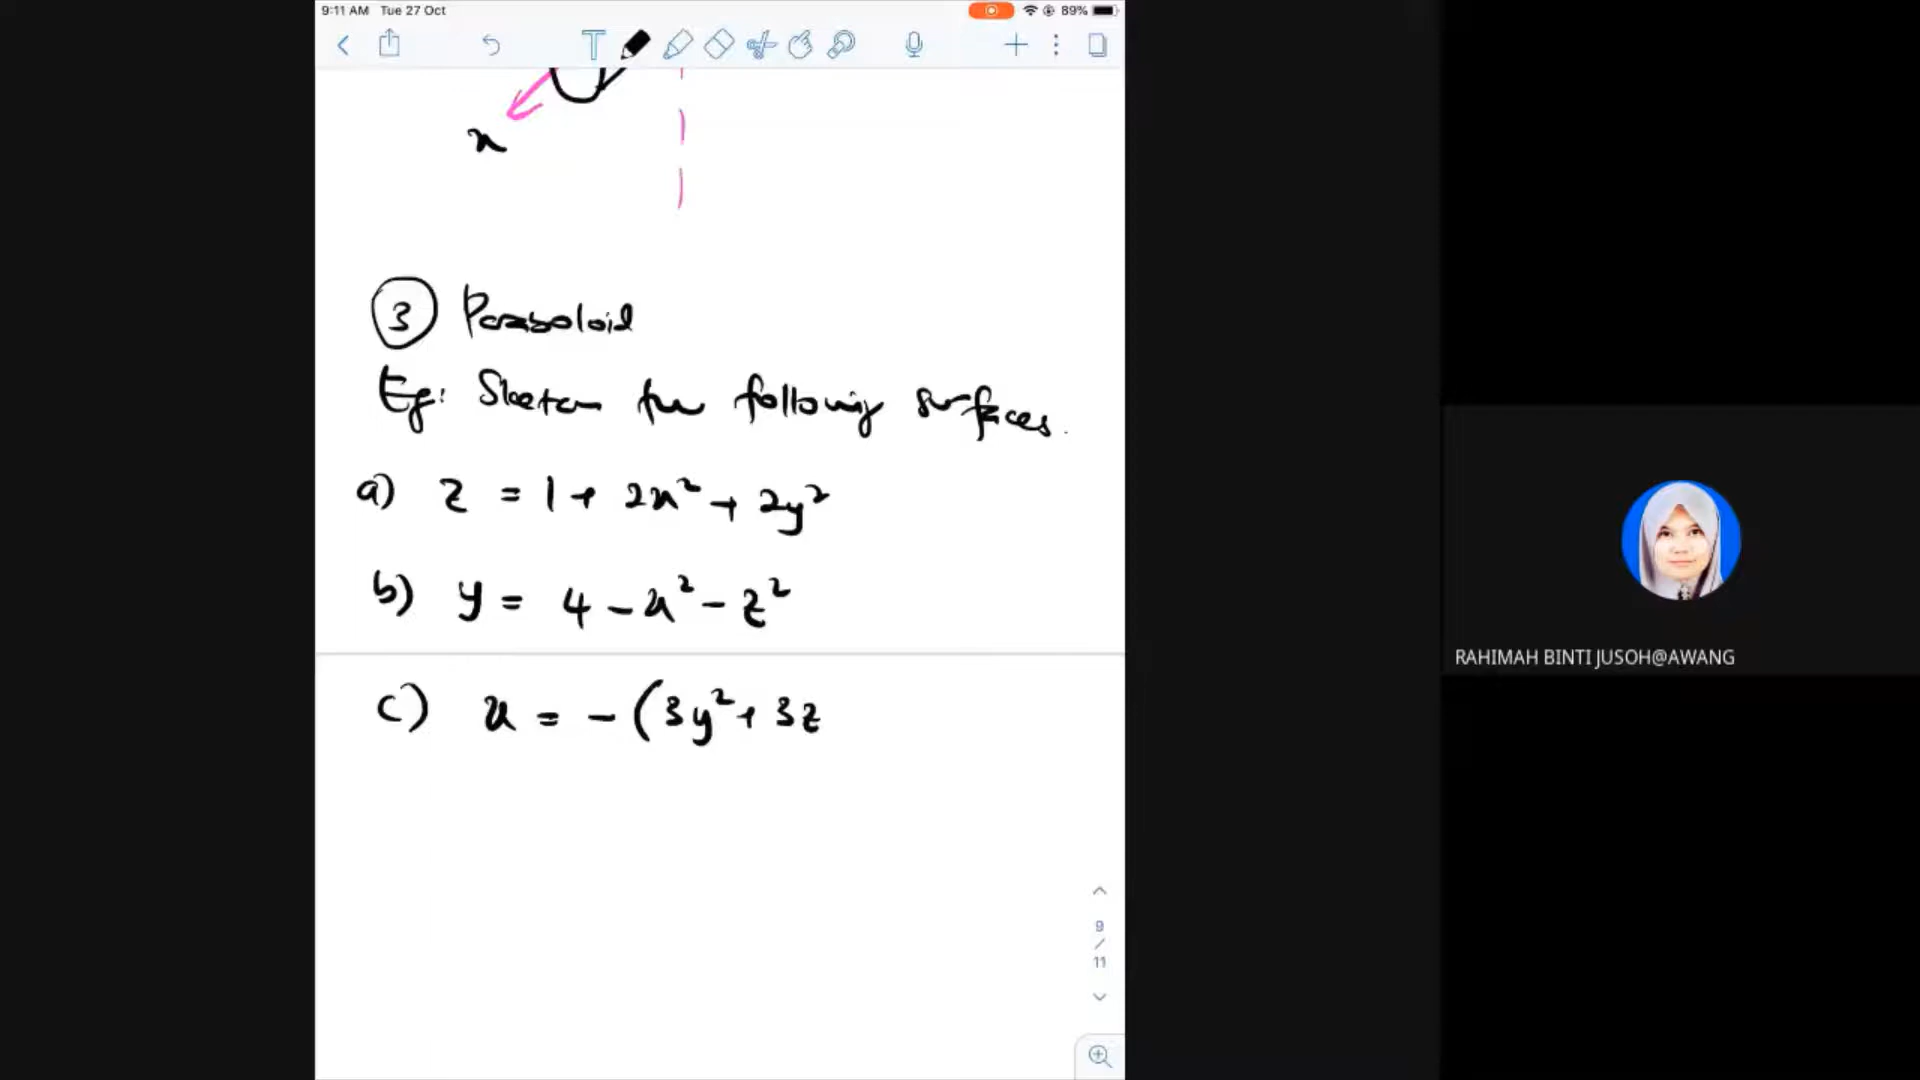 9:11 AM Tue 27 Oct 89%
T
x
3 Paraboloid
Eg: Sketch the following surfaces.
a) z = 1 + 2x² + 2y²
b) y = 4 - x² - z²
c) x = - (3y² + 3z
RAHIMAH BINTI JUSOH@AWANG
9
/
11